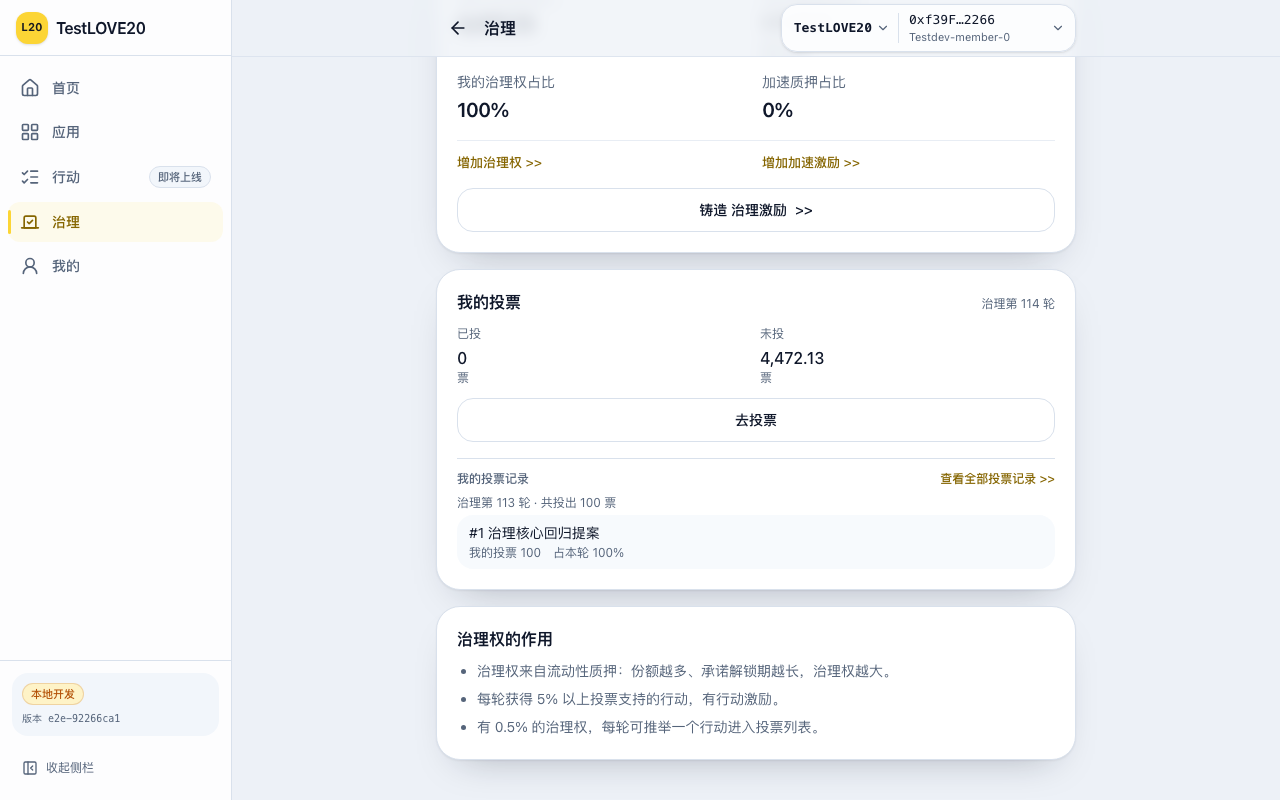 L20 TestLOVE20
首页
应用
行动 即将上线
治理
我的
本地开发
版本 e2e-92266ca1
收起侧栏
治理
TestLOVE20
0xf39F…2266
Testdev-member-0
我的治理权占比 加速质押占比
100% 0%
增加治理权 >> 增加加速激励 >>
铸造 治理激励 >>
我的投票 治理第 114 轮
已投 未投
0 4,472.13
票 票
去投票
我的投票记录 查看全部投票记录 >>
治理第 113 轮 · 共投出 100 票
#1 治理核心回归提案
我的投票 100 占本轮 100%
治理权的作用
• 治理权来自流动性质押：份额越多、承诺解锁期越长，治理权越大。
• 每轮获得 5% 以上投票支持的行动，有行动激励。
• 有 0.5% 的治理权，每轮可推举一个行动进入投票列表。